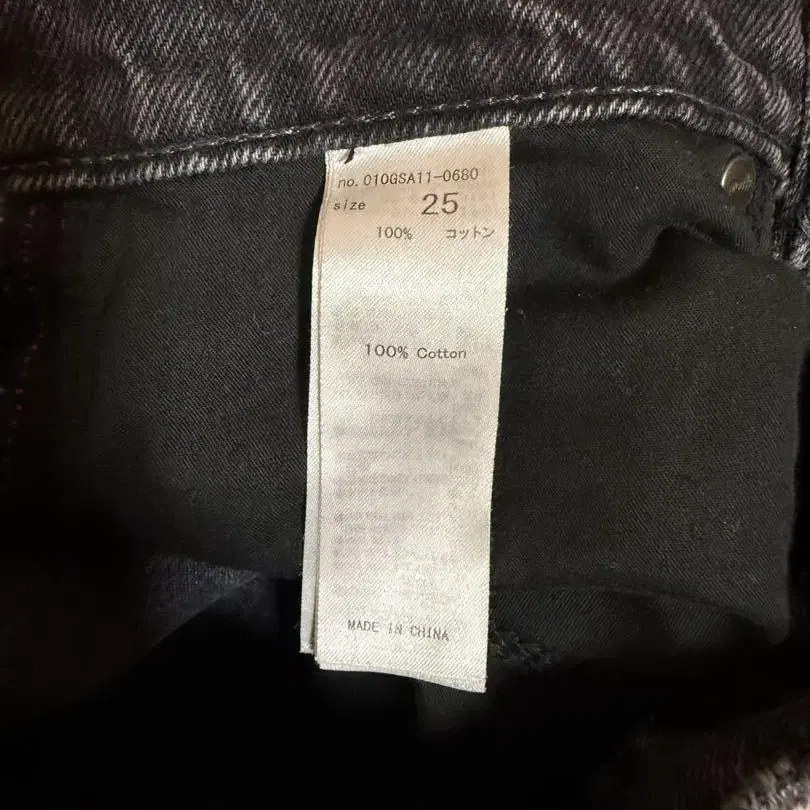 no. 010GSA11-0680
size 25
100% コットン
100% Cotton
MADE IN CHINA